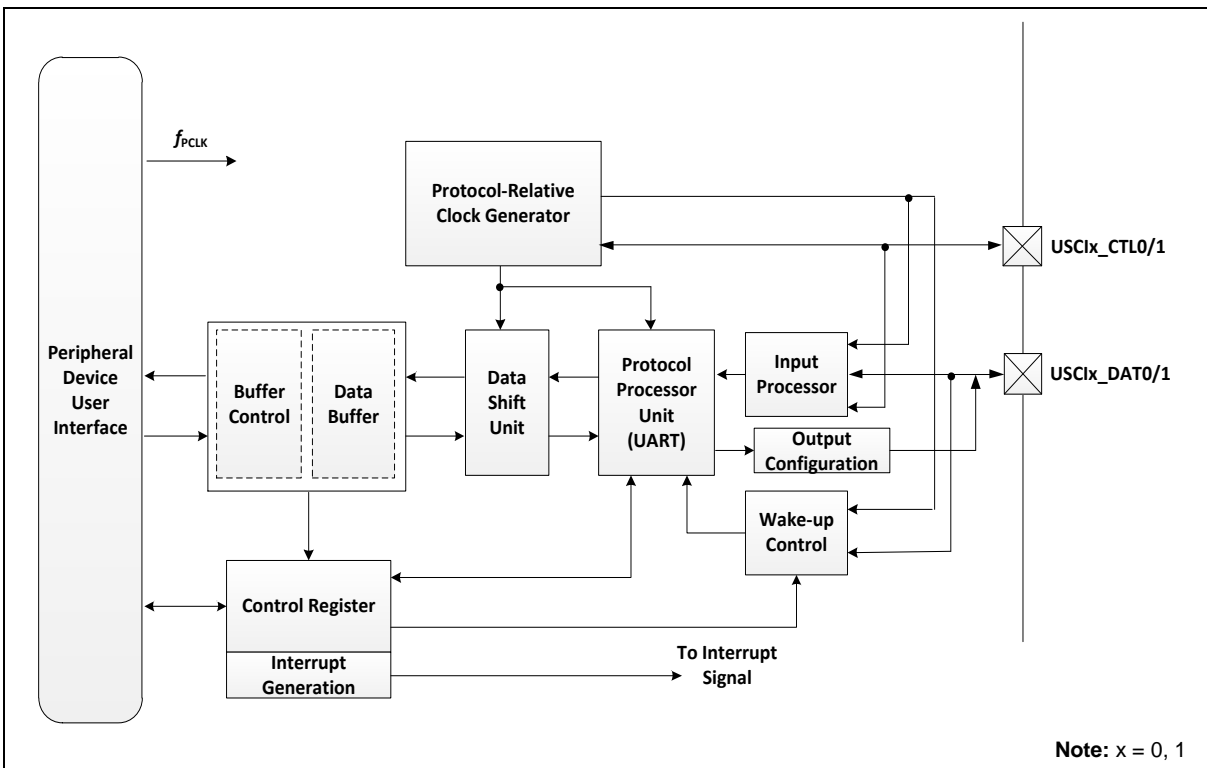 fPCLK
Protocol-Relative
Clock Generator
USCIx_CTL0/1
Peripheral
Device
User
Interface
Buffer
Control
Data
Buffer
Data
Shift
Unit
Protocol
Processor
Unit
(UART)
Input
Processor
USCIx_DAT0/1
Output
Configuration
Wake-up
Control
Control Register
Interrupt
Generation
To Interrupt
Signal
Note: x = 0, 1